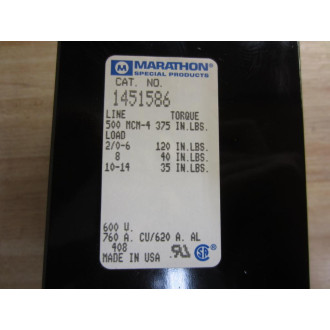 M MARATHON
SPECIAL PRODUCTS
CAT. NO.
1451586
LINE TORQUE
500 MCM-4 375 IN.LBS.
LOAD
2/0-6 120 IN.LBS.
8 40 IN.LBS.
10-14 35 IN.LBS.
600 V.
760 A. CU/620 A. AL
408
MADE IN USA